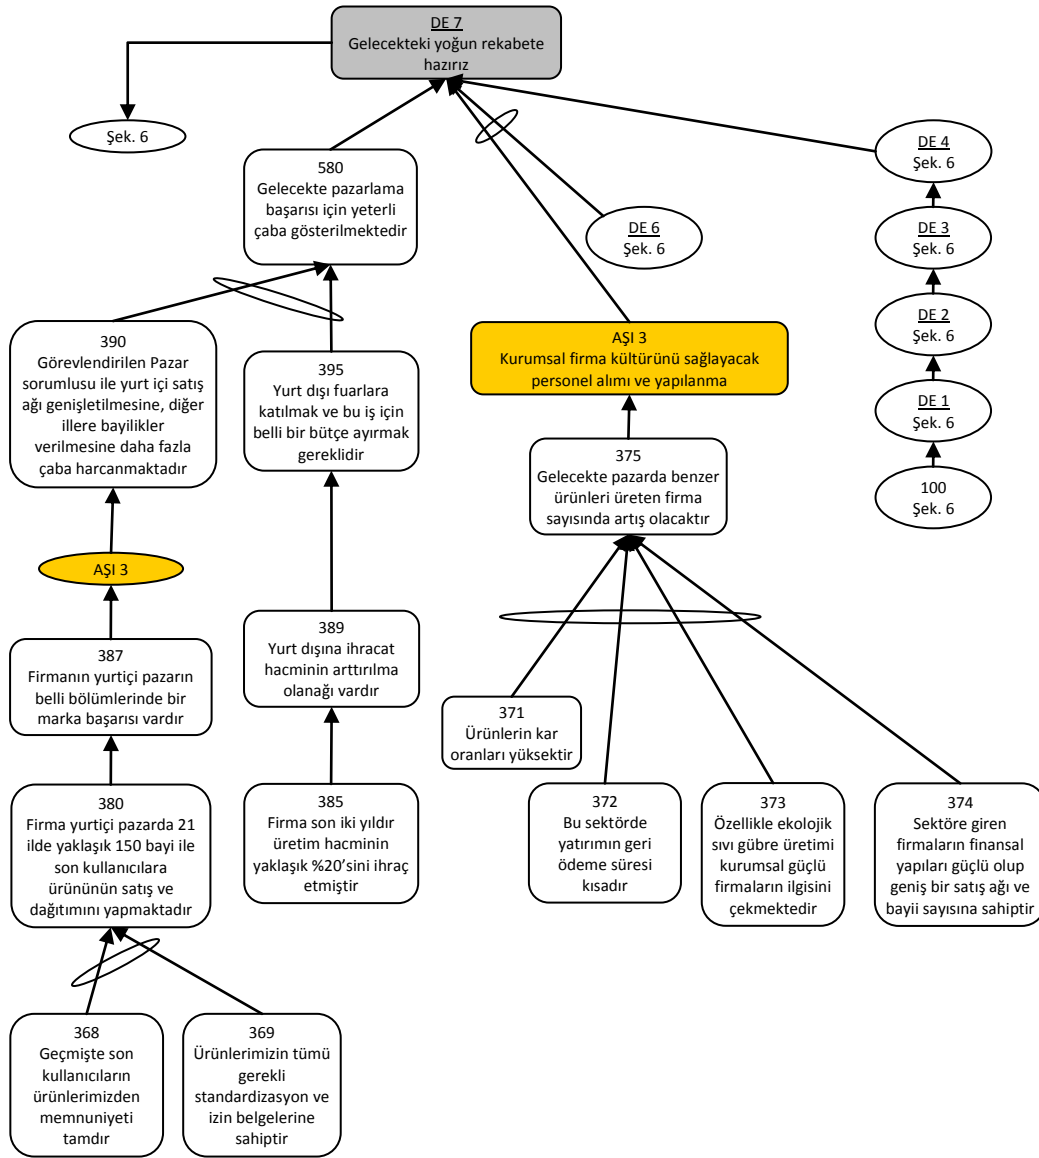 DE 7
Gelecekteki yoğun rekabete
hazırız
Şek. 6
DE 4
Şek. 6
580
Gelecekte pazarlama
başarısı için yeterli
çaba gösterilmektedir
DE 6
Şek. 6
DE 3
Şek. 6
DE 2
Şek. 6
390
Görevlendirilen Pazar
sorumlusu ile yurt içi satış
ağı genişletilmesine, diğer
illere bayilikler
verilmesine daha fazla
çaba harcanmaktadır
395
Yurt dışı fuarlara
katılmak ve bu iş için
belli bir bütçe ayırmak
gereklidir
AŞI 3
Kurumsal firma kültürünü sağlayacak
personel alımı ve yapılanma
DE 1
Şek. 6
375
Gelecekte pazarda benzer
ürünleri üreten firma
sayısında artış olacaktır
100
Şek. 6
AŞI 3
387
Firmanın yurtiçi pazarın
belli bölümlerinde bir
marka başarısı vardır
389
Yurt dışına ihracat
hacminin arttırılma
olanağı vardır
371
Ürünlerin kar
oranları yüksektir
380
Firma yurtiçi pazarda 21
ilde yaklaşık 150 bayi ile
son kullanıcılara
ürününün satış ve
dağıtımını yapmaktadır
385
Firma son iki yıldır
üretim hacminin
yaklaşık %20’sini ihraç
etmiştir
372
Bu sektörde
yatırımın geri
ödeme süresi
kısadır
373
Özellikle ekolojik
sıvı gübre üretimi
kurumsal güçlü
firmaların ilgisini
çekmektedir
374
Sektöre giren
firmaların finansal
yapıları güçlü olup
geniş bir satış ağı ve
bayii sayısına sahiptir
368
Geçmişte son
kullanıcıların
ürünlerimizden
memnuniyeti
tamdır
369
Ürünlerimizin tümü
gerekli
standardizasyon ve
izin belgelerine
sahiptir